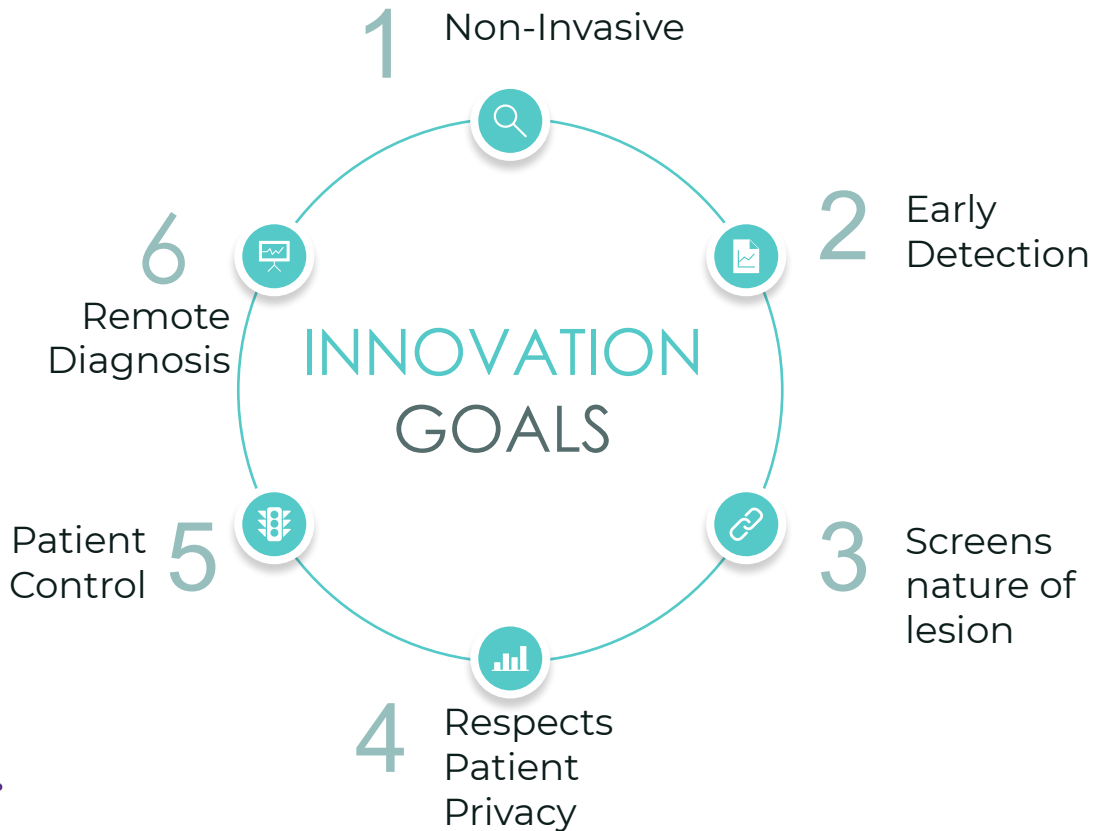 1
Non-Invasive
2
Early
Detection
3
Screens
nature of
lesion
4
Respects
Patient
Privacy
5
Patient
Control
6
Remote
Diagnosis
INNOVATION
GOALS